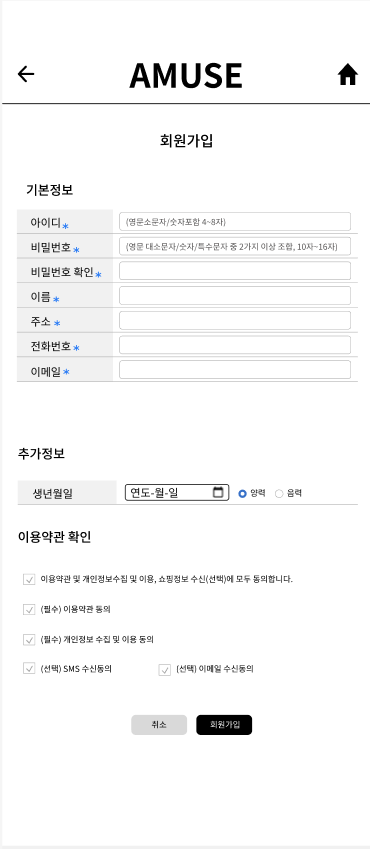 AMUSE
회원가입
기본정보
아이디* (영문소문자/숫자포함 4~8자)
비밀번호* (영문 대소문자/숫자/특수문자 중 2가지 이상 조합, 10자~16자)
비밀번호 확인*
이름*
주소*
전화번호*
이메일*
추가정보
생년월일 연도-월-일 양력 음력
이용약관 확인
이용약관 및 개인정보수집 및 이용, 쇼핑정보 수신(선택)에 모두 동의합니다.
(필수) 이용약관 동의
(필수) 개인정보 수집 및 이용 동의
(선택) SMS 수신동의 (선택) 이메일 수신동의
취소 회원가입